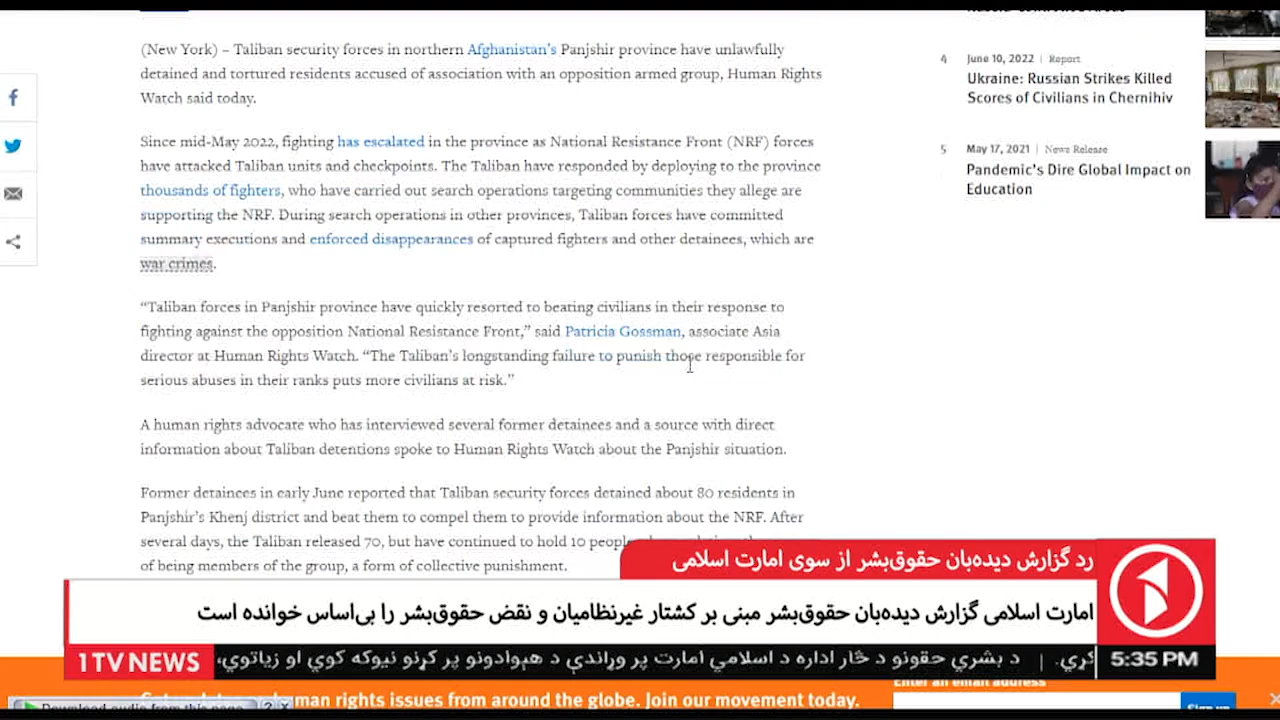 (New York) – Taliban security forces in northern Afghanistan's Panjshir province have unlawfully
detained and tortured residents accused of association with an opposition armed group, Human Rights
Watch said today.
Since mid-May 2022, fighting has escalated in the province as National Resistance Front (NRF) forces
have attacked Taliban units and checkpoints. The Taliban have responded by deploying to the province
thousands of fighters, who have carried out search operations targeting communities they allege are
supporting the NRF. During search operations in other provinces, Taliban forces have committed
summary executions and enforced disappearances of captured fighters and other detainees, which are
war crimes.
“Taliban forces in Panjshir province have quickly resorted to beating civilians in their response to
fighting against the opposition National Resistance Front,” said Patricia Gossman, associate Asia
director at Human Rights Watch. “The Taliban's longstanding failure to punish those responsible for
serious abuses in their ranks puts more civilians at risk.”
A human rights advocate who has interviewed several former detainees and a source with direct
information about Taliban detentions spoke to Human Rights Watch about the Panjshir situation.
Former detainees in early June reported that Taliban security forces detained about 80 residents in
Panjshir's Khenj district and beat them to compel them to provide information about the NRF. After
several days, the Taliban released 70, but have continued to hold 10 people
of being members of the group, a form of collective punishment.
4 June 10, 2022 | Report
Ukraine: Russian Strikes Killed
Scores of Civilians in Chernihiv
5 May 17, 2021 | News Release
Pandemic's Dire Global Impact on
Education
رد گزارش دیده‌بان حقوق‌بشر از سوی امارت اسلامی
امارت اسلامی گزارش دیده‌بان حقوق‌بشر مبنی بر کشتار غیرنظامیان و نقض حقوق‌بشر را بی‌اساس خوانده است
1TV NEWS
کړي. | د بشري حقونو د څار اداره د اسلامي امارت پر وړاندې د هېوادونو پر کړنو نیوکه کوي او زیاتوي،
5:35 PM
man rights issues from around the globe. Join our movement today.
Enter an email address
Sign up
Download audio from this page